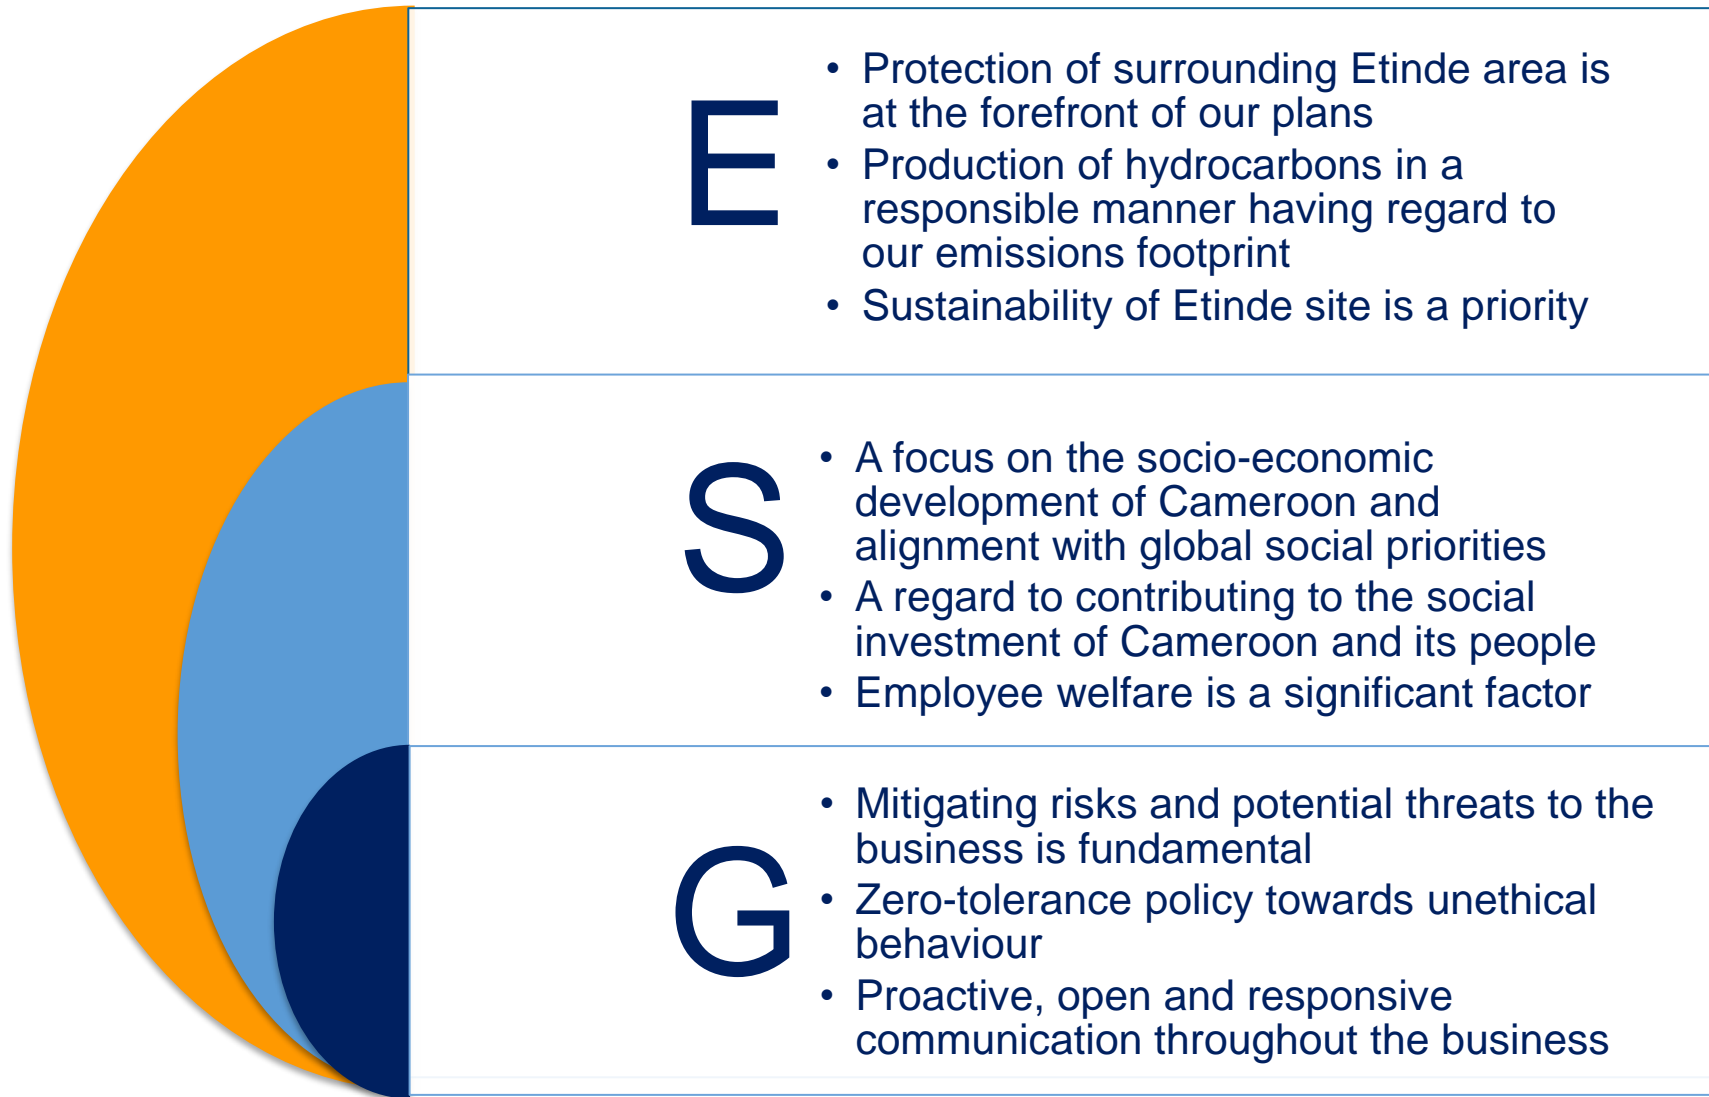 E
• Protection of surrounding Etinde area is
at the forefront of our plans
• Production of hydrocarbons in a
responsible manner having regard to
our emissions footprint
• Sustainability of Etinde site is a priority
S
• A focus on the socio-economic
development of Cameroon and
alignment with global social priorities
• A regard to contributing to the social
investment of Cameroon and its people
• Employee welfare is a significant factor
G
• Mitigating risks and potential threats to the
business is fundamental
• Zero-tolerance policy towards unethical
behaviour
• Proactive, open and responsive
communication throughout the business